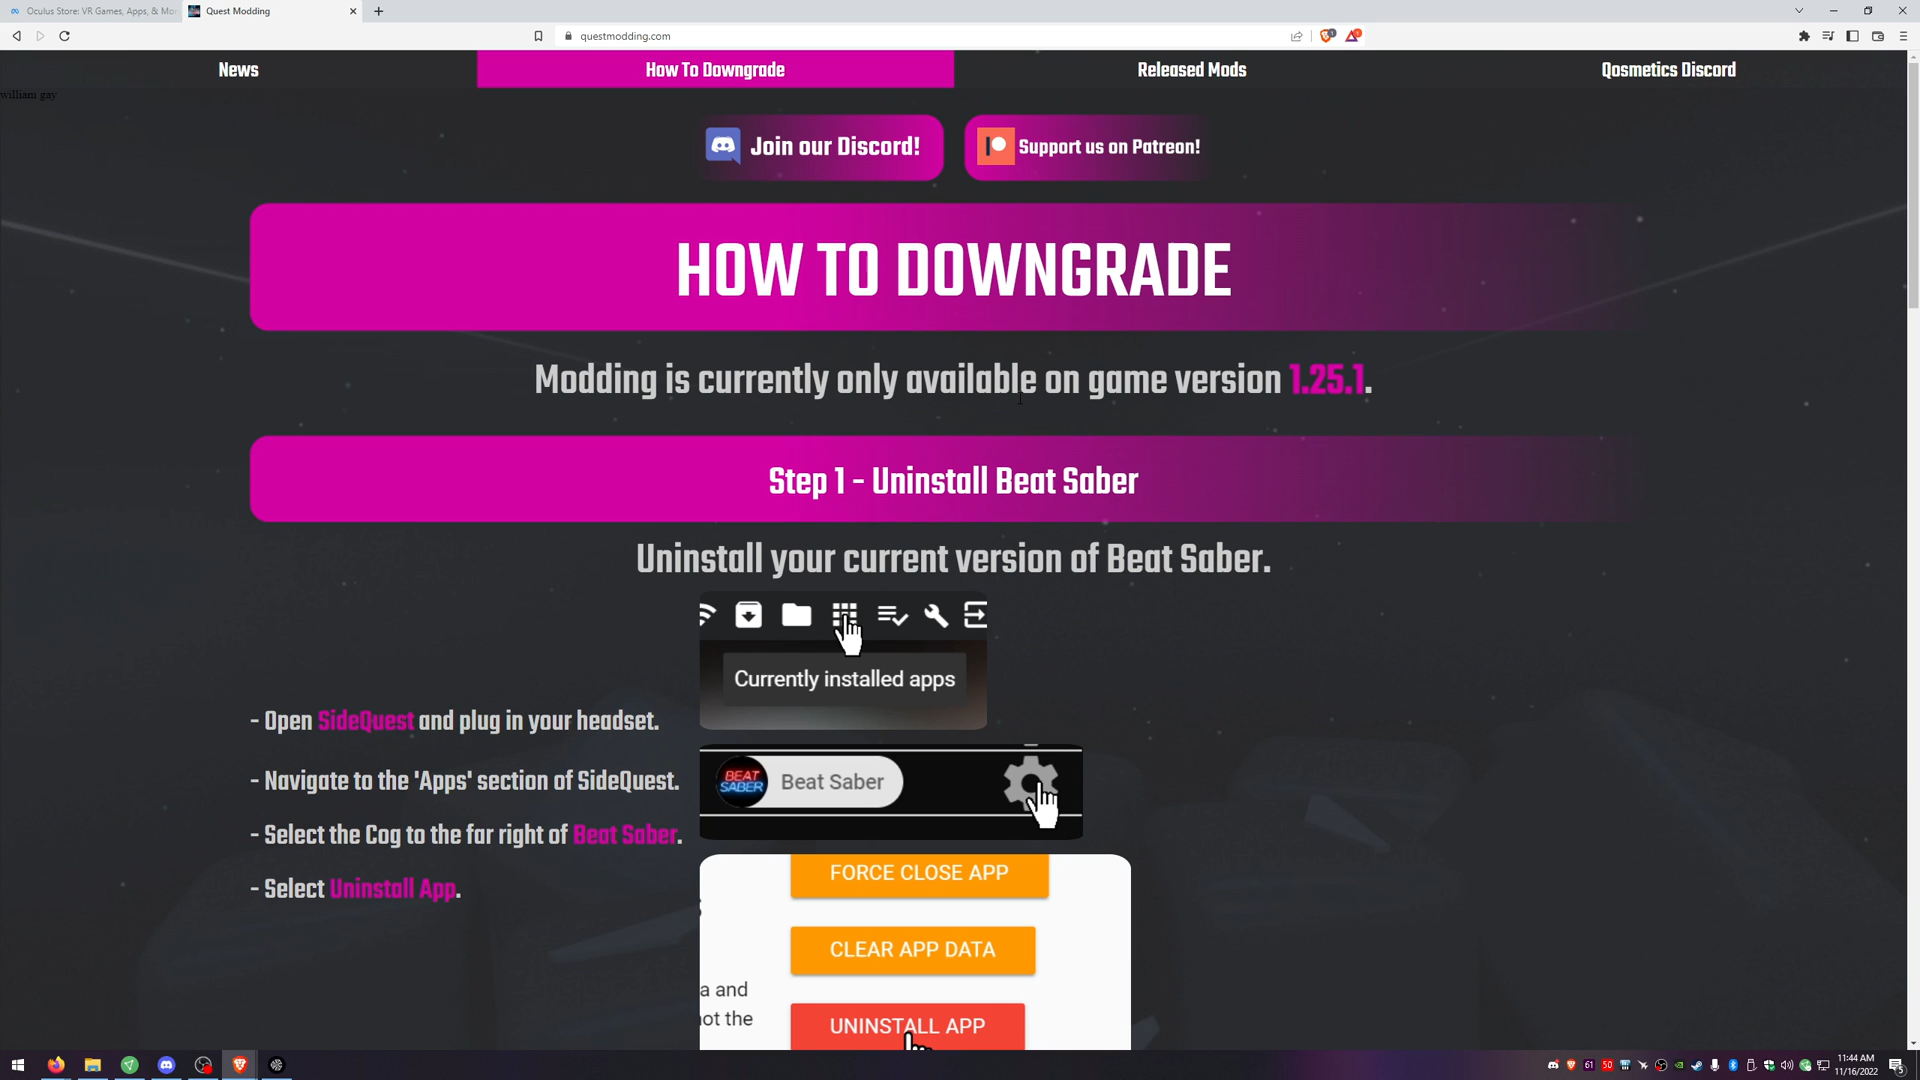 Oculus Store: VR Games, Apps, & Mor
Quest Modding
questmodding.com
News
How To Downgrade
Released Mods
Qosmetics Discord
william gay
Join our Discord!
Support us on Patreon!
HOW TO DOWNGRADE
Modding is currently only available on game version 1.25.1.
Step 1 - Uninstall Beat Saber
Uninstall your current version of Beat Saber.
Currently installed apps
- Open SideQuest and plug in your headset.
- Navigate to the 'Apps' section of SideQuest.
BEAT SABER Beat Saber
- Select the Cog to the far right of Beat Saber.
FORCE CLOSE APP
- Select Uninstall App.
CLEAR APP DATA
a and
not the
UNINSTALL APP
61
50
11:44 AM
11/16/2022
5